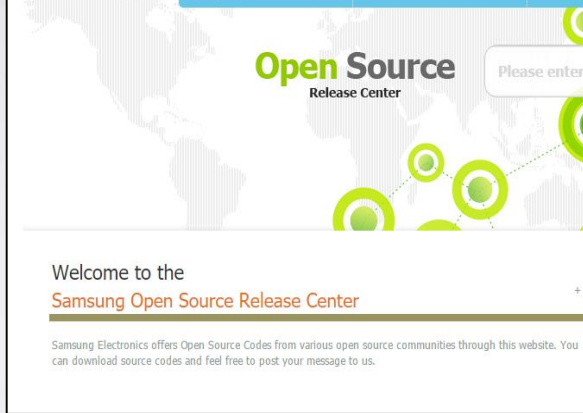 Open Source
Please enter
Release Center
Welcome to the
+
Samsung Open Source Release Center
Samsung Electronics offers Open Source Codes from various open source communities through this website. You
can download source codes and feel free to post your message to us.